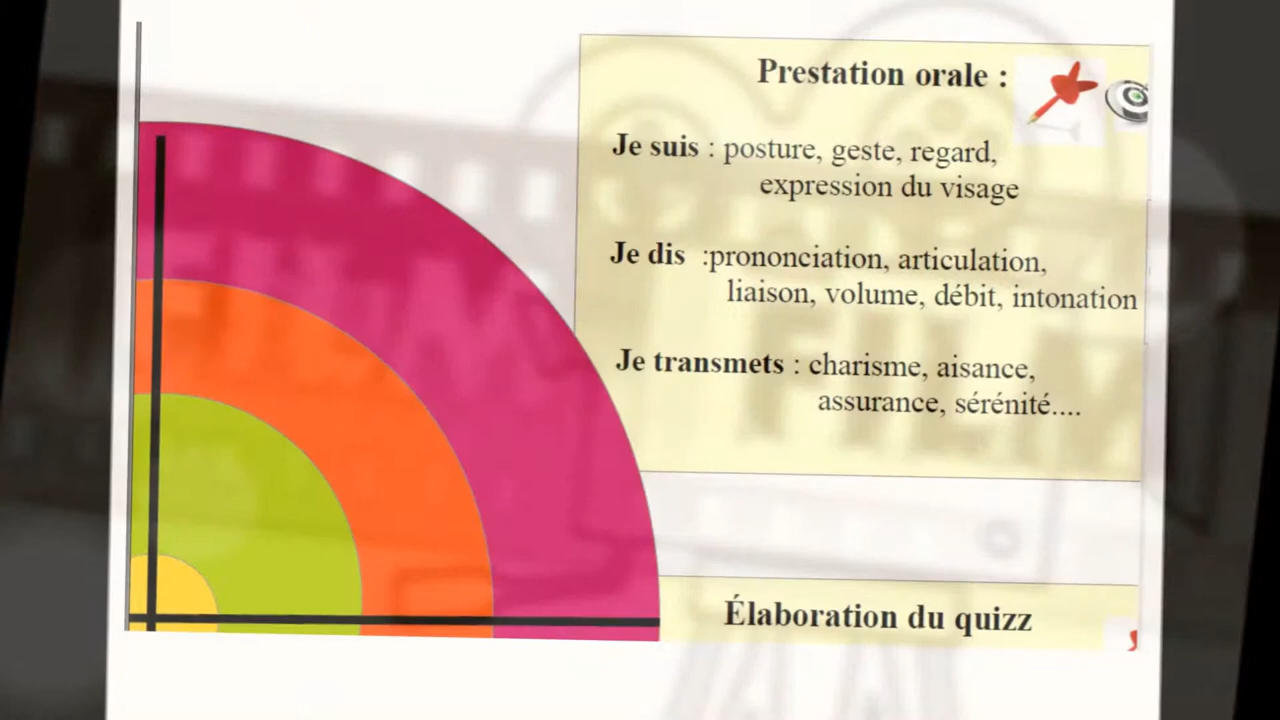 Prestation orale :
Je suis : posture, geste, regard,
expression du visage
Je dis :prononciation, articulation,
liaison, volume, débit, intonation
Je transmets : charisme, aisance,
assurance, sérénité....
Élaboration du quizz
FILM